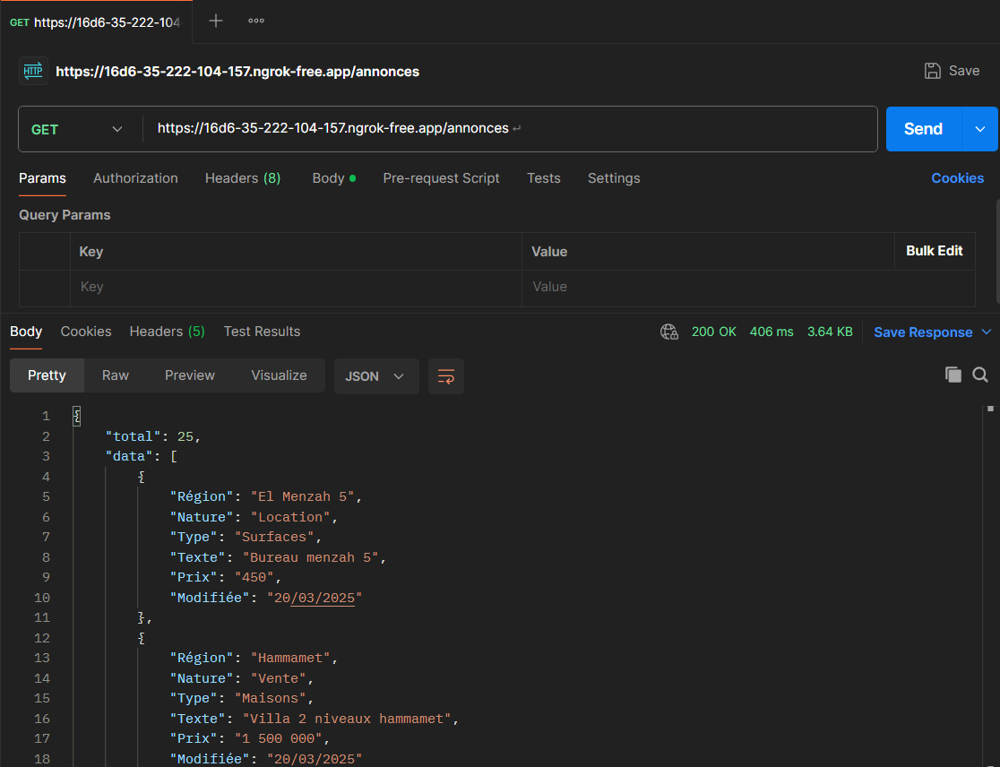 GET https://16d6-35-222-104
HTTP https://16d6-35-222-104-157.ngrok-free.app/annonces Save
GET https://16d6-35-222-104-157.ngrok-free.app/annonces Send
Params Authorization Headers (8) Body Pre-request Script Tests Settings Cookies
Query Params
Key Value Bulk Edit
Key Value
Body Cookies Headers (5) Test Results 200 OK 406 ms 3.64 KB Save Response
Pretty Raw Preview Visualize JSON
1 {
2 "total": 25,
3 "data": [
4 {
5 "Région": "El Menzah 5",
6 "Nature": "Location",
7 "Type": "Surfaces",
8 "Texte": "Bureau menzah 5",
9 "Prix": "450",
10 "Modifiée": "20/03/2025"
11 },
12 {
13 "Région": "Hammamet",
14 "Nature": "Vente",
15 "Type": "Maisons",
16 "Texte": "Villa 2 niveaux hammamet",
17 "Prix": "1 500 000",
18 "Modifiée": "20/03/2025"